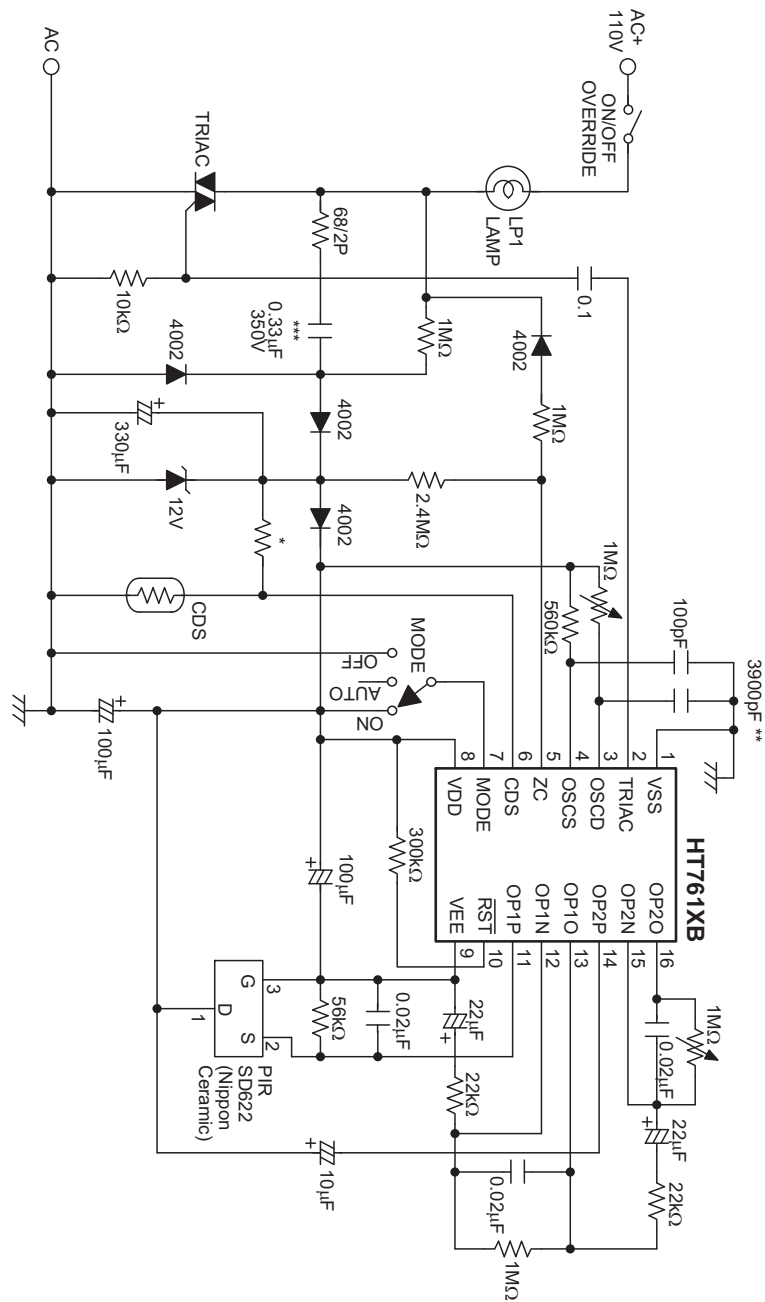 AC+
110V
ON/OFF
OVERRIDE
AC
LP1
LAMP
TRIAC
68/2P
***
0.33µF
350V
10kΩ
0.1
1MΩ
4002
1MΩ
4002
4002
330µF
12V
2.4MΩ
*
4002
CDS
1MΩ
560kΩ
100pF
3900pF **
MODE
OFF
AUTO
ON
100µF
HT761XB
1
2
3
4
5
6
7
8
VSS
TRIAC
OSCD
OSCS
ZC
CDS
MODE
VDD
OP2O
OP2N
OP2P
OP1O
OP1N
OP1P
RST
VEE
16
15
14
13
12
11
10
9
300kΩ
100µF
G
3
D
1
S
2
PIR
SD622
(Nippon
Ceramic)
56kΩ
0.02µF
22µF
22kΩ
10µF
0.02µF
1MΩ
1MΩ
0.02µF
22µF
22kΩ